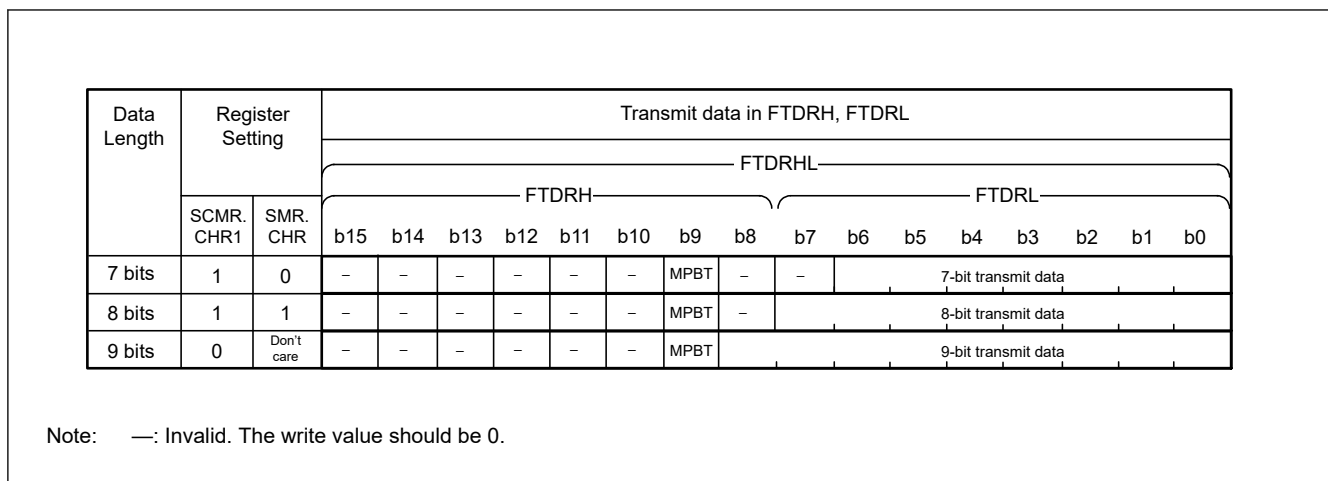 Data Length Register Setting Transmit data in FTDRH, FTDRL
FTDRHL
FTDRH FTDRL
SCMR. CHR1 SMR. CHR b15 b14 b13 b12 b11 b10 b9 b8 b7 b6 b5 b4 b3 b2 b1 b0
7 bits 1 0 – – – – – – MPBT – – 7-bit transmit data
8 bits 1 1 – – – – – – MPBT – 8-bit transmit data
9 bits 0 Don't care – – – – – – MPBT 9-bit transmit data
Note: —: Invalid. The write value should be 0.